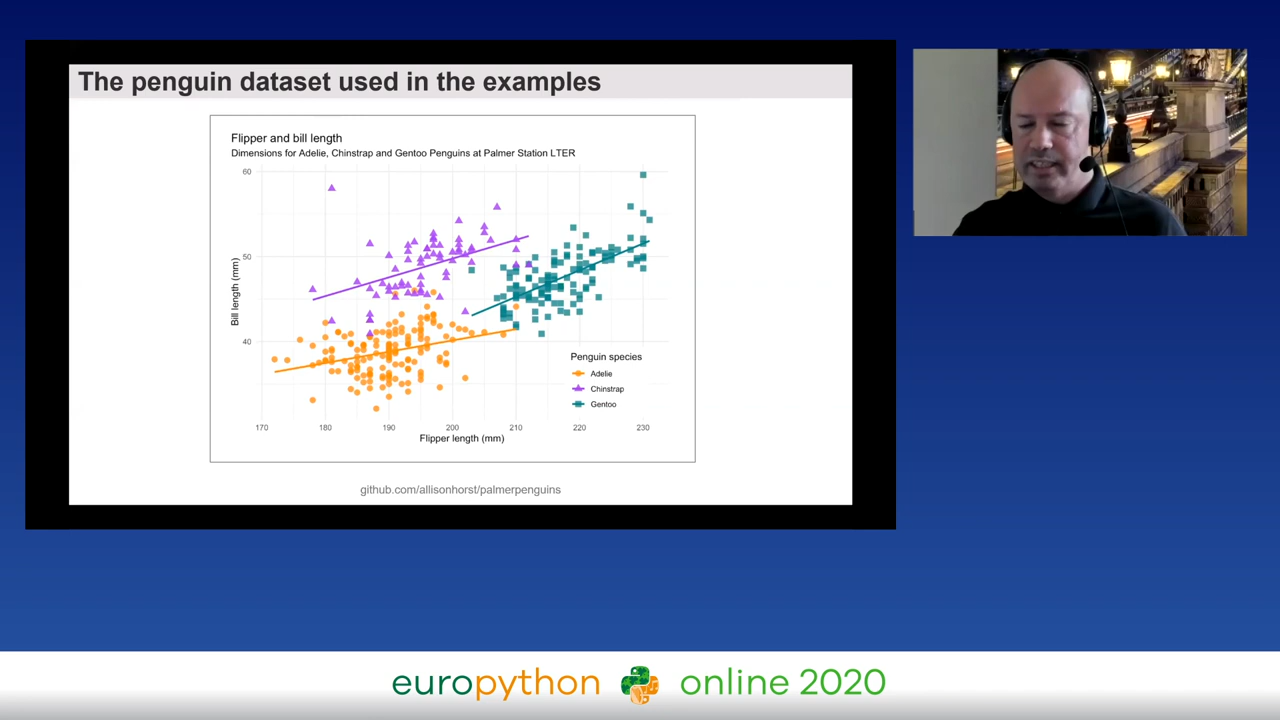 The penguin dataset used in the examples
Flipper and bill length
Dimensions for Adelie, Chinstrap and Gentoo Penguins at Palmer Station LTER
60
50
40
Bill length (mm)
Penguin species
Adelie
Chinstrap
Gentoo
170 180 190 200 210 220 230
Flipper length (mm)
github.com/allisonhorst/palmerpenguins
europython online 2020